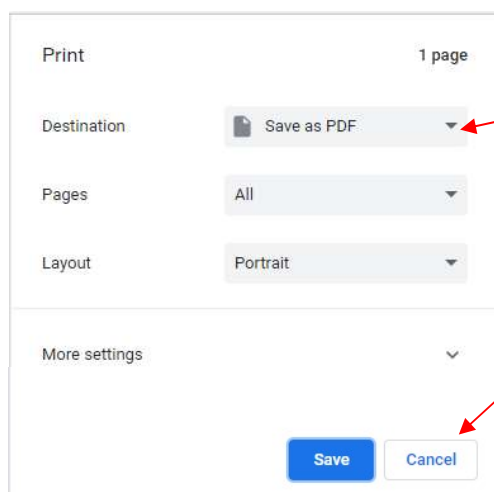 Print 1 page
Destination Save as PDF
Pages All
Layout Portrait
More settings
Save Cancel